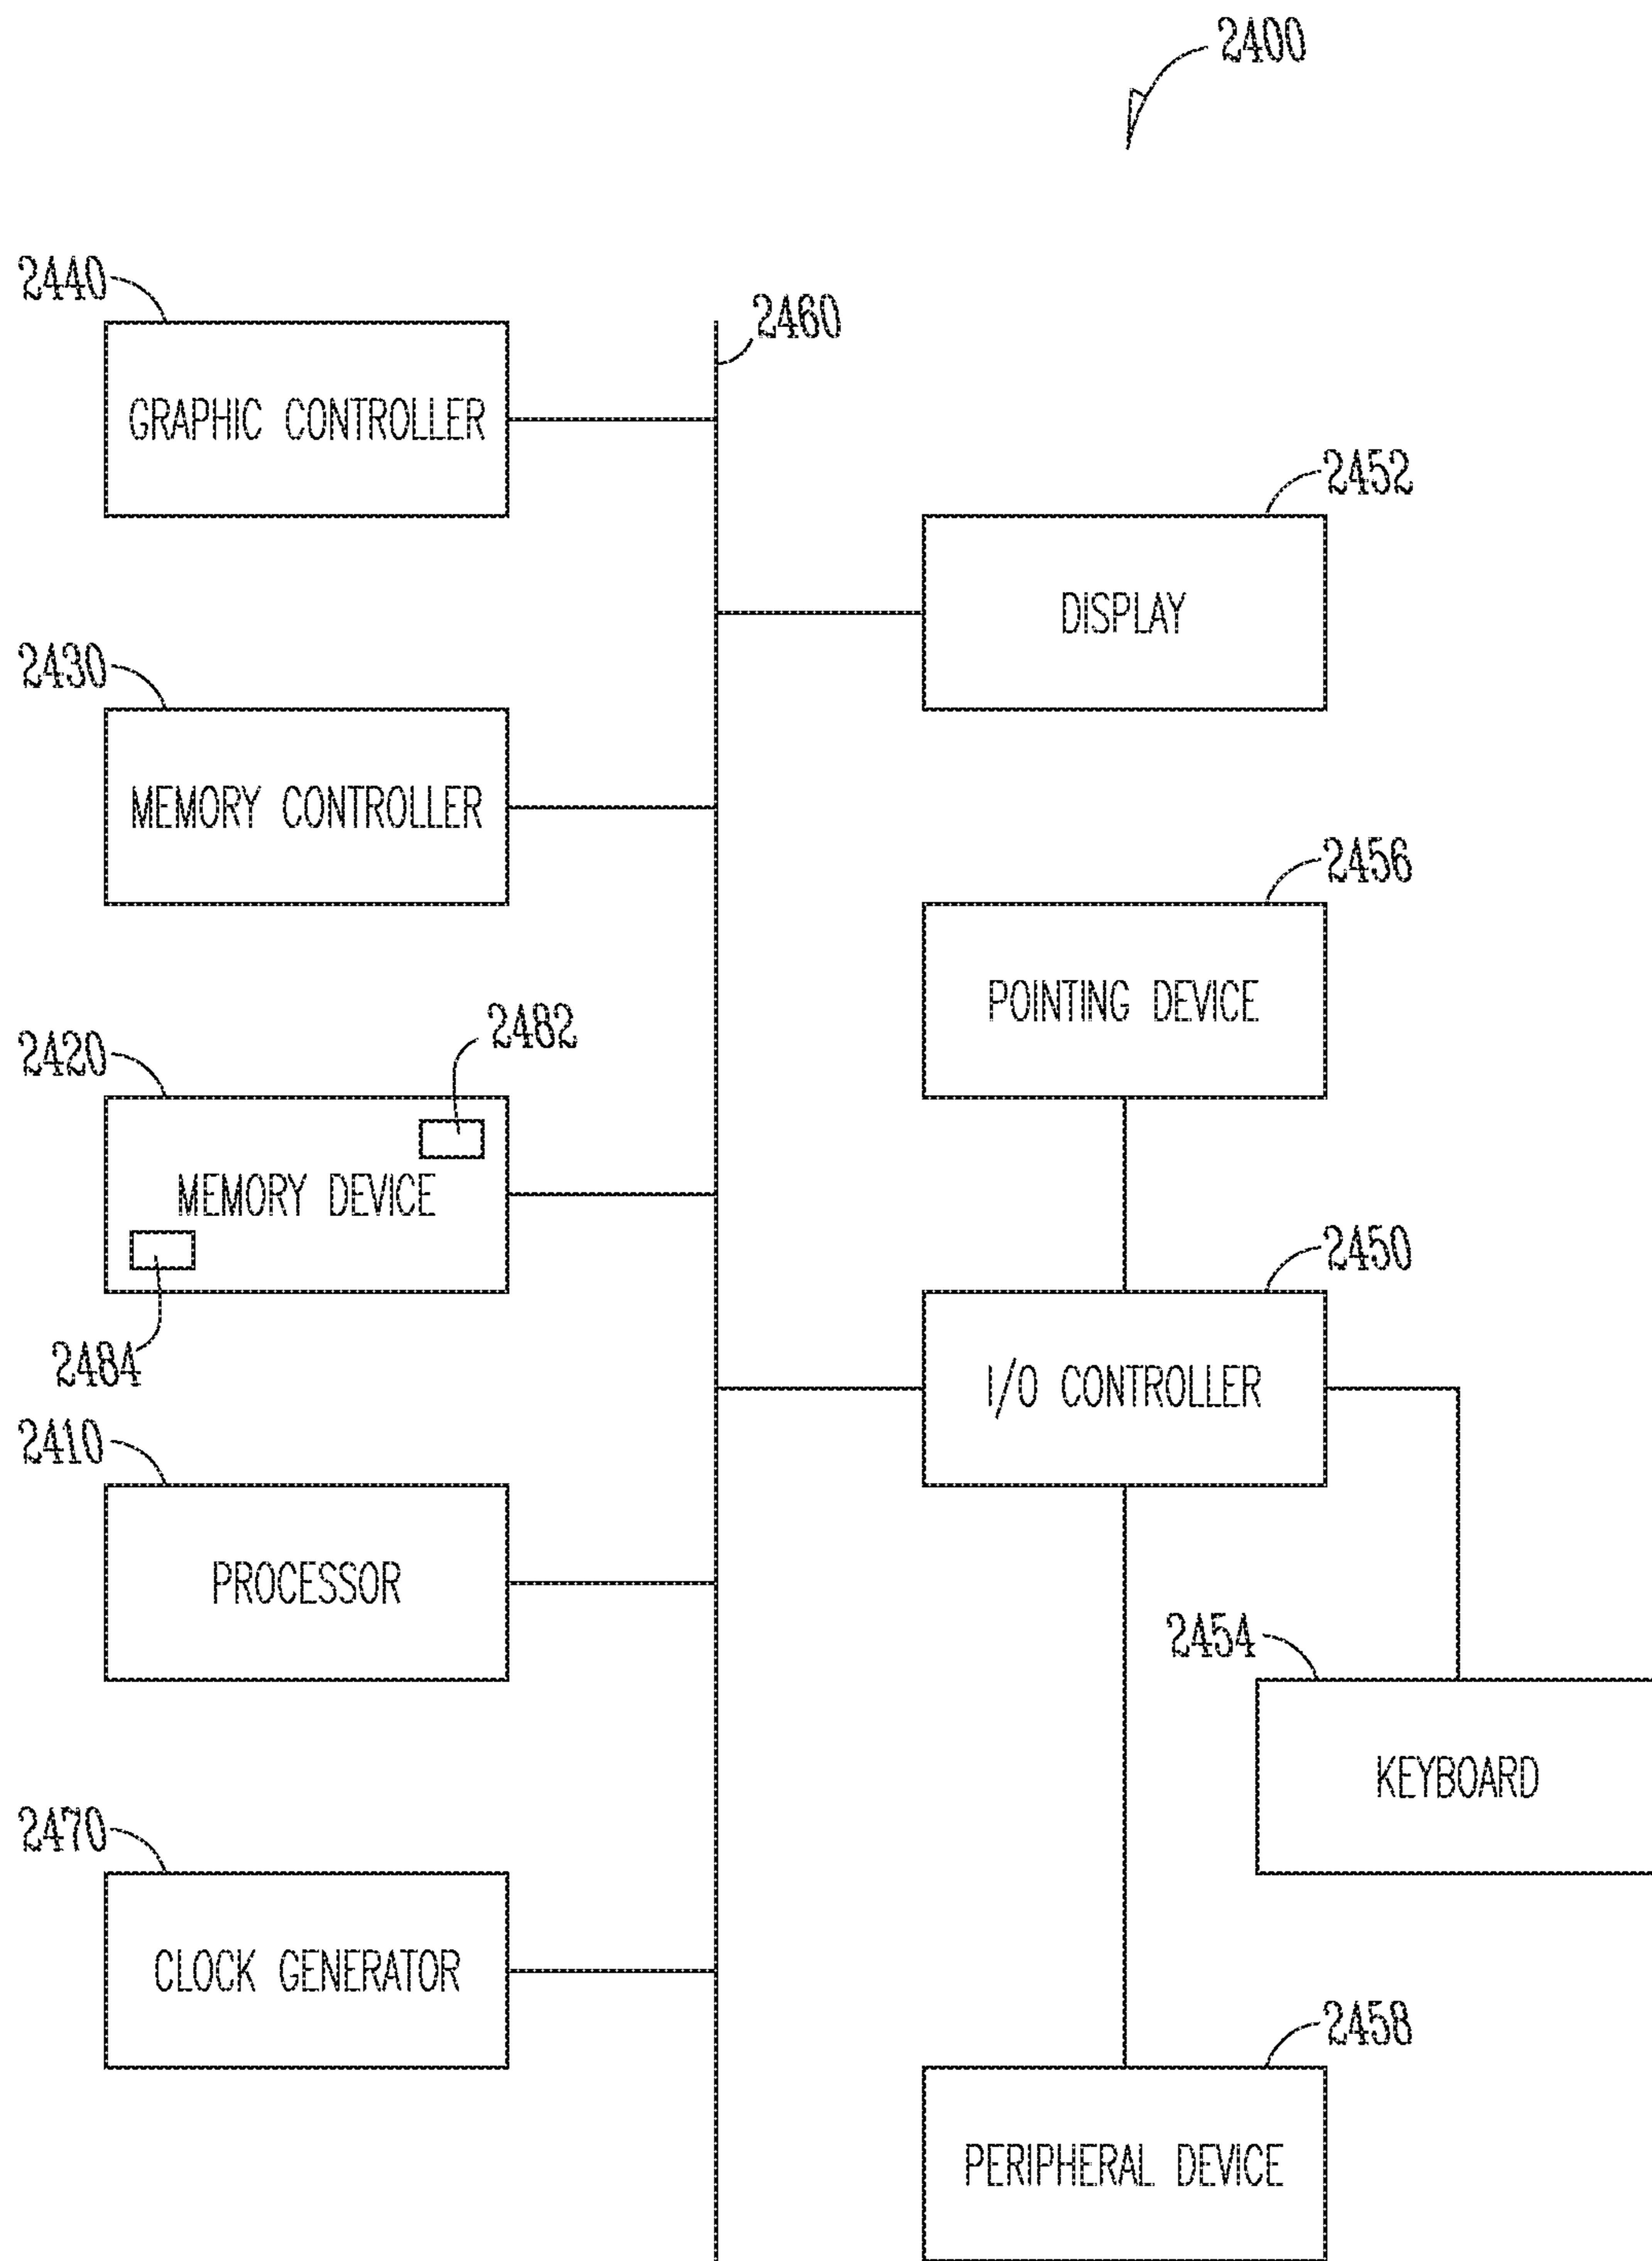 2400
2440
GRAPHIC CONTROLLER
2460
2452
DISPLAY
2430
MEMORY CONTROLLER
2456
POINTING DEVICE
2420
2482
MEMORY DEVICE
2484
2450
I/O CONTROLLER
2410
PROCESSOR
2454
KEYBOARD
2470
CLOCK GENERATOR
2458
PERIPHERAL DEVICE